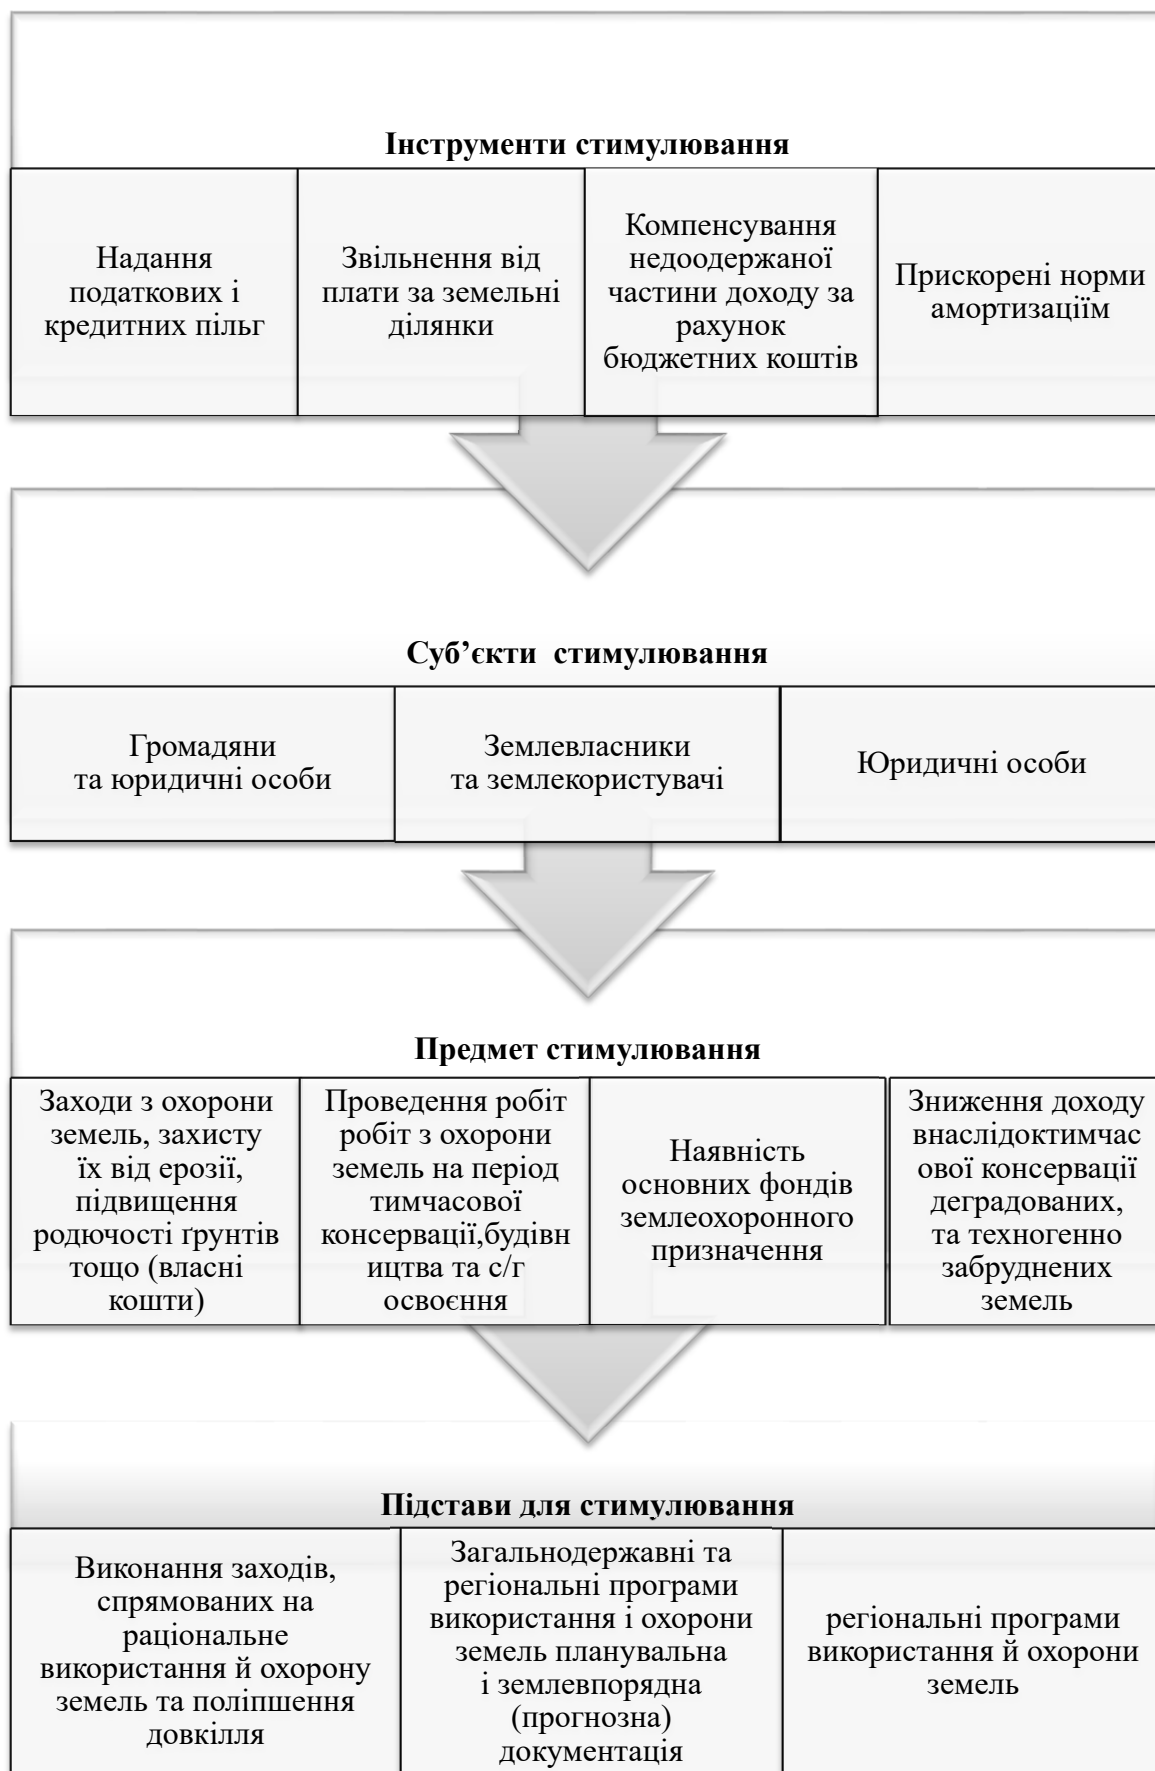 Інструменти стимулювання
Надання
податкових і
кредитних пільг
Звільнення від
плати за земельні
ділянки
Компенсування
недоодержаної
частини доходу за
рахунок
бюджетних коштів
Прискорені норми
амортизаціїм
Суб’єкти  стимулювання
Громадяни
та юридичні особи
Землевласники
та землекористувачі
Юридичні особи
Предмет стимулювання
Заходи з охорони
земель, захисту
їх від ерозії,
підвищення
родючості ґрунтів
тощо (власні
кошти)
Проведення робіт
робіт з охорони
земель на період
тимчасової
консервації,будівн
ицтва та с/г
освоєння
Наявність
основних фондів
землеохоронного
призначення
Зниження доходу
внаслідоктимчас
ової консервації
деградованих,
та техногенно
забруднених
земель
Підстави для стимулювання
Виконання заходів,
спрямованих на
раціональне
використання й охорону
земель та поліпшення
довкілля
Загальнодержавні та
регіональні програми
використання і охорони
земель планувальна
і землевпорядна
(прогнозна)
документація
регіональні програми
використання й охорони
земель